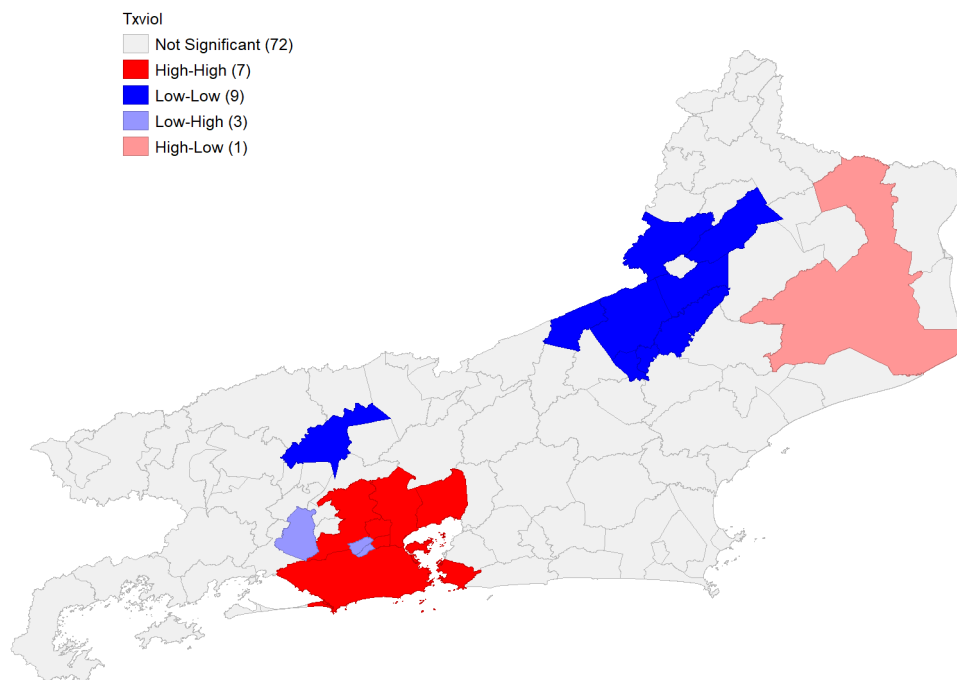 Txviol
Not Significant (72)
High-High (7)
Low-Low (9)
Low-High (3)
High-Low (1)